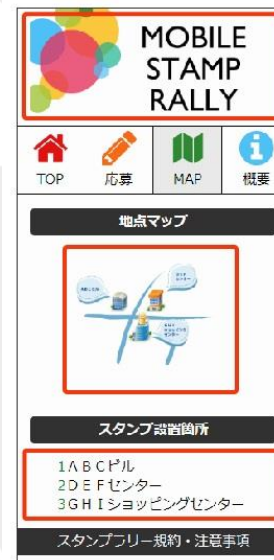 MOBILE
STAMP
RALLY
TOP 応募 MAP 概要
地点マップ
スタンプ設置箇所
1ABCビル
2DEFセンター
3GHIショッピングセンター
スタンプラリー規約・注意事項